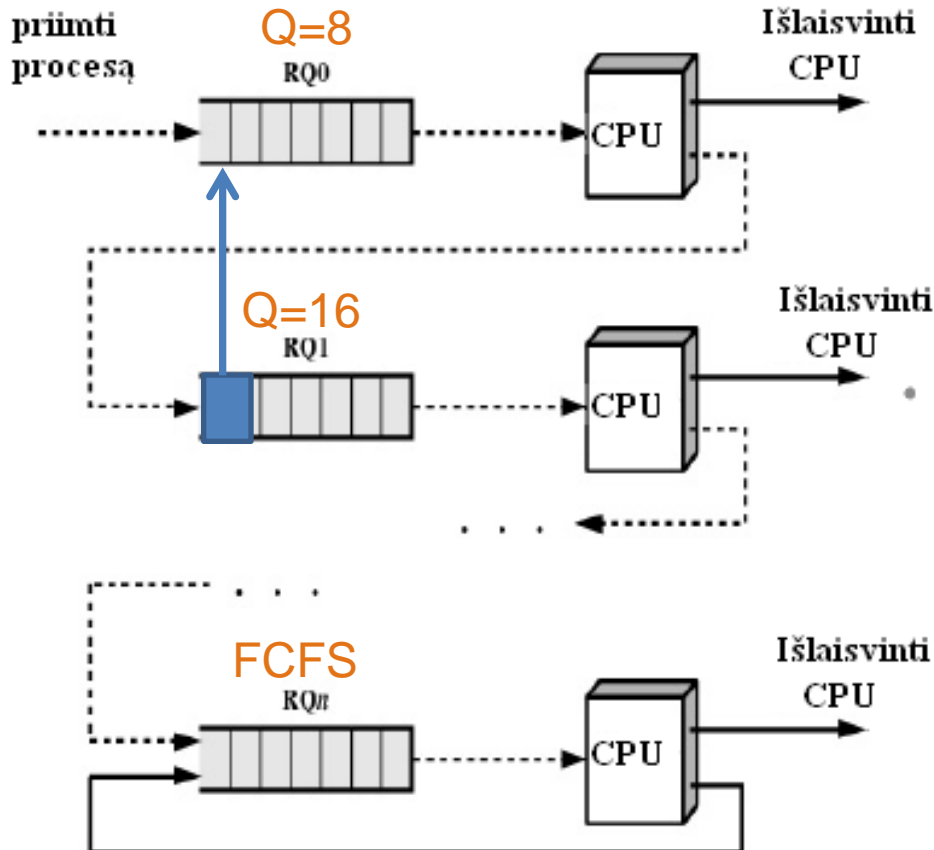 priimti
procesą
Q=8
RQ0
CPU
Išlaisvinti
CPU
Q=16
RQ1
CPU
Išlaisvinti
CPU
. . .
. . .
FCFS
RQn
CPU
Išlaisvinti
CPU